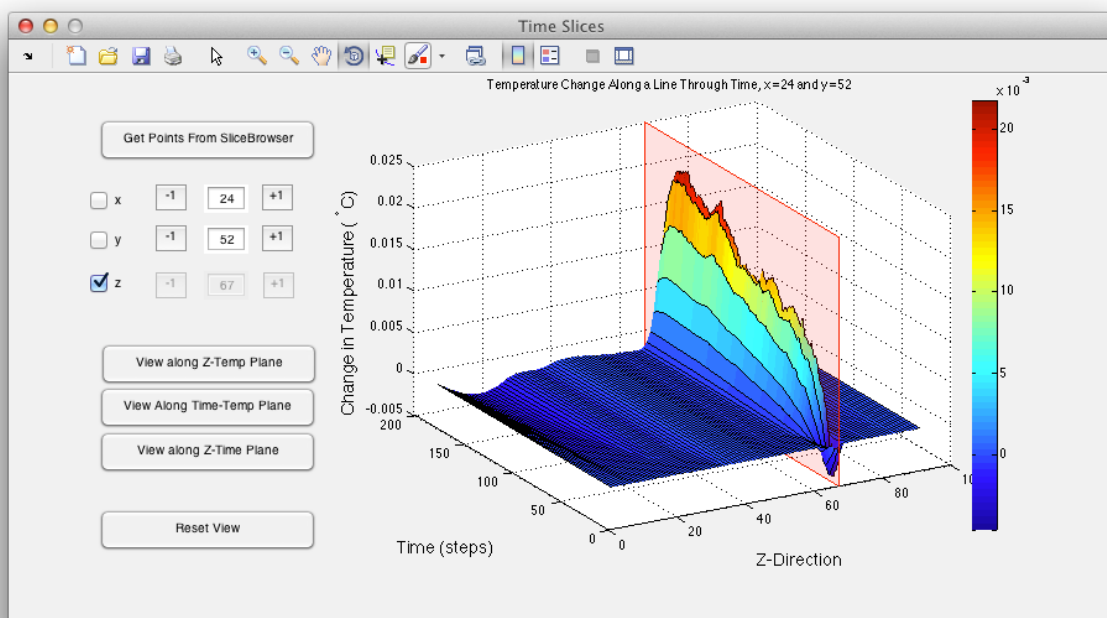 Time Slices
Temperature Change Along a Line Through Time, x=24 and y=52
x 10^-3
Get Points From SliceBrowser
x -1 24 +1
y -1 52 +1
z -1 67 +1
View along Z-Temp Plane
View Along Time-Temp Plane
View along Z-Time Plane
Reset View
Change in Temperature (°C)
0.025
0.02
0.015
0.01
0.005
0
-0.005
200
150
100
50
0
Time (steps)
0
20
40
60
80
10
Z-Direction
20
15
10
5
0